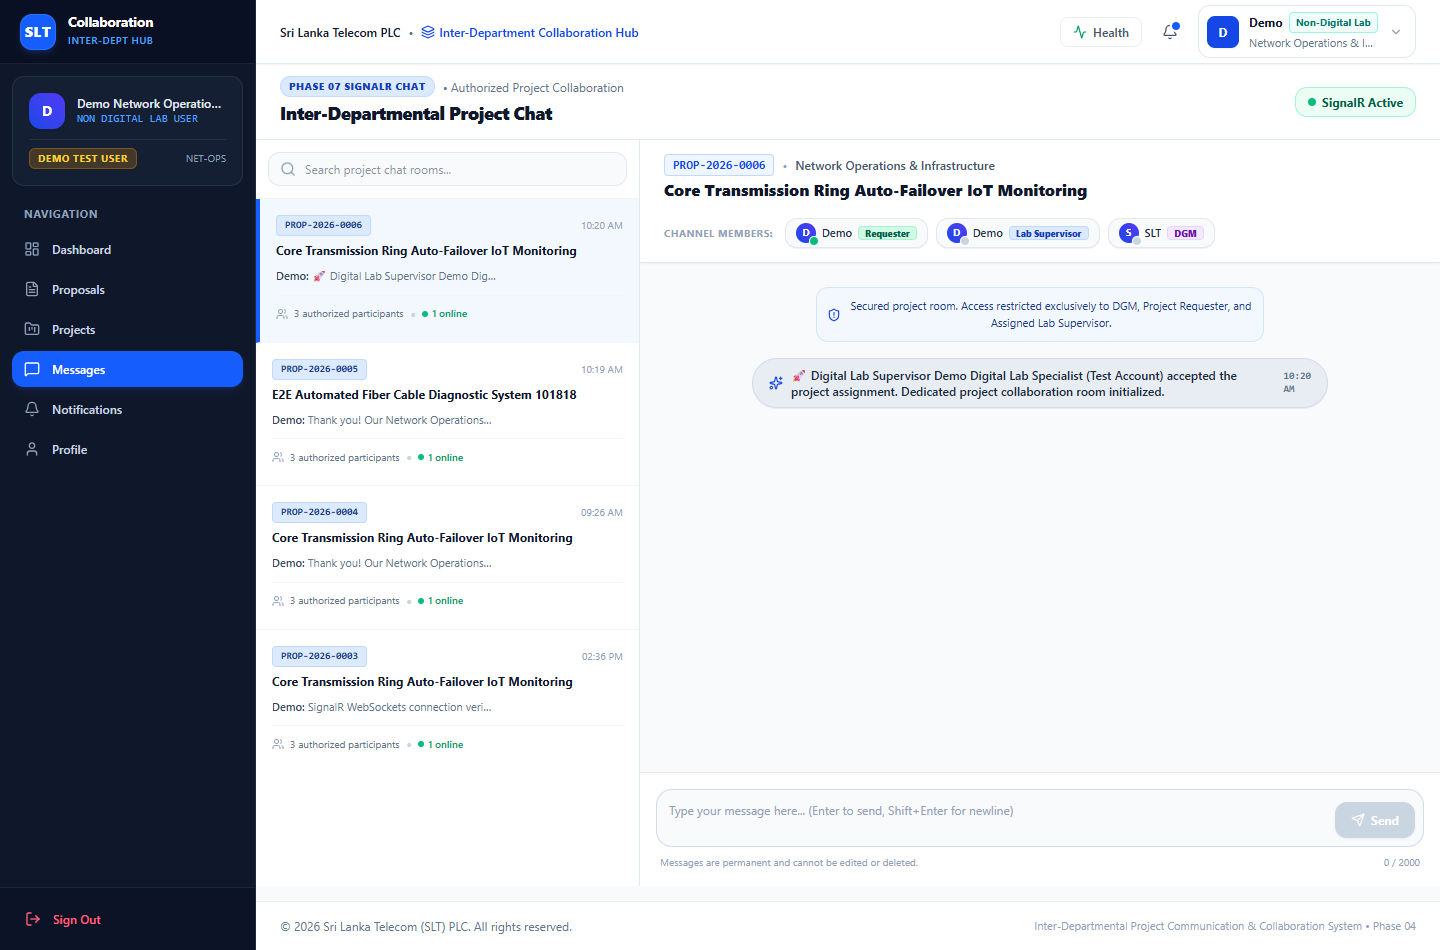 SLT
Collaboration
INTER-DEPT HUB
D
Demo Network Operatio...
NON DIGITAL LAB USER
DEMO TEST USER
NET-OPS
NAVIGATION
Dashboard
Proposals
Projects
Messages
Notifications
Profile
Sign Out
Sri Lanka Telecom PLC • Inter-Department Collaboration Hub
Health
D
Demo
Non-Digital Lab
Network Operations & I...
PHASE 07 SIGNALR CHAT • Authorized Project Collaboration
Inter-Departmental Project Chat
SignalR Active
Search project chat rooms...
PROP-2026-0006
10:20 AM
Core Transmission Ring Auto-Failover IoT Monitoring
Demo: 🚀 Digital Lab Supervisor Demo Dig...
3 authorized participants
1 online
PROP-2026-0005
10:19 AM
E2E Automated Fiber Cable Diagnostic System 101818
Demo: Thank you! Our Network Operations...
3 authorized participants
1 online
PROP-2026-0004
09:26 AM
Core Transmission Ring Auto-Failover IoT Monitoring
Demo: Thank you! Our Network Operations...
3 authorized participants
1 online
PROP-2026-0003
02:36 PM
Core Transmission Ring Auto-Failover IoT Monitoring
Demo: SignalR WebSockets connection veri...
3 authorized participants
1 online
PROP-2026-0006 • Network Operations & Infrastructure
Core Transmission Ring Auto-Failover IoT Monitoring
CHANNEL MEMBERS:
D Demo Requester
D Demo Lab Supervisor
S SLT DGM
Secured project room. Access restricted exclusively to DGM, Project Requester, and
Assigned Lab Supervisor.
🚀 Digital Lab Supervisor Demo Digital Lab Specialist (Test Account) accepted the
project assignment. Dedicated project collaboration room initialized.
10:20
AM
Type your message here... (Enter to send, Shift+Enter for newline)
Send
Messages are permanent and cannot be edited or deleted.
0 / 2000
© 2026 Sri Lanka Telecom (SLT) PLC. All rights reserved.
Inter-Departmental Project Communication & Collaboration System • Phase 04